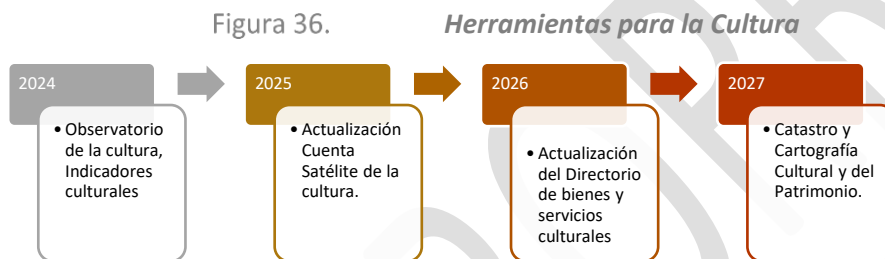 Figura 36. Herramientas para la Cultura
2024
• Observatorio
de la cultura,
Indicadores
culturales
2025
• Actualización
Cuenta
Satélite de la
cultura.
2026
• Actualización
del Directorio
de bienes y
servicios
culturales
2027
• Catastro y
Cartografía
Cultural y del
Patrimonio.